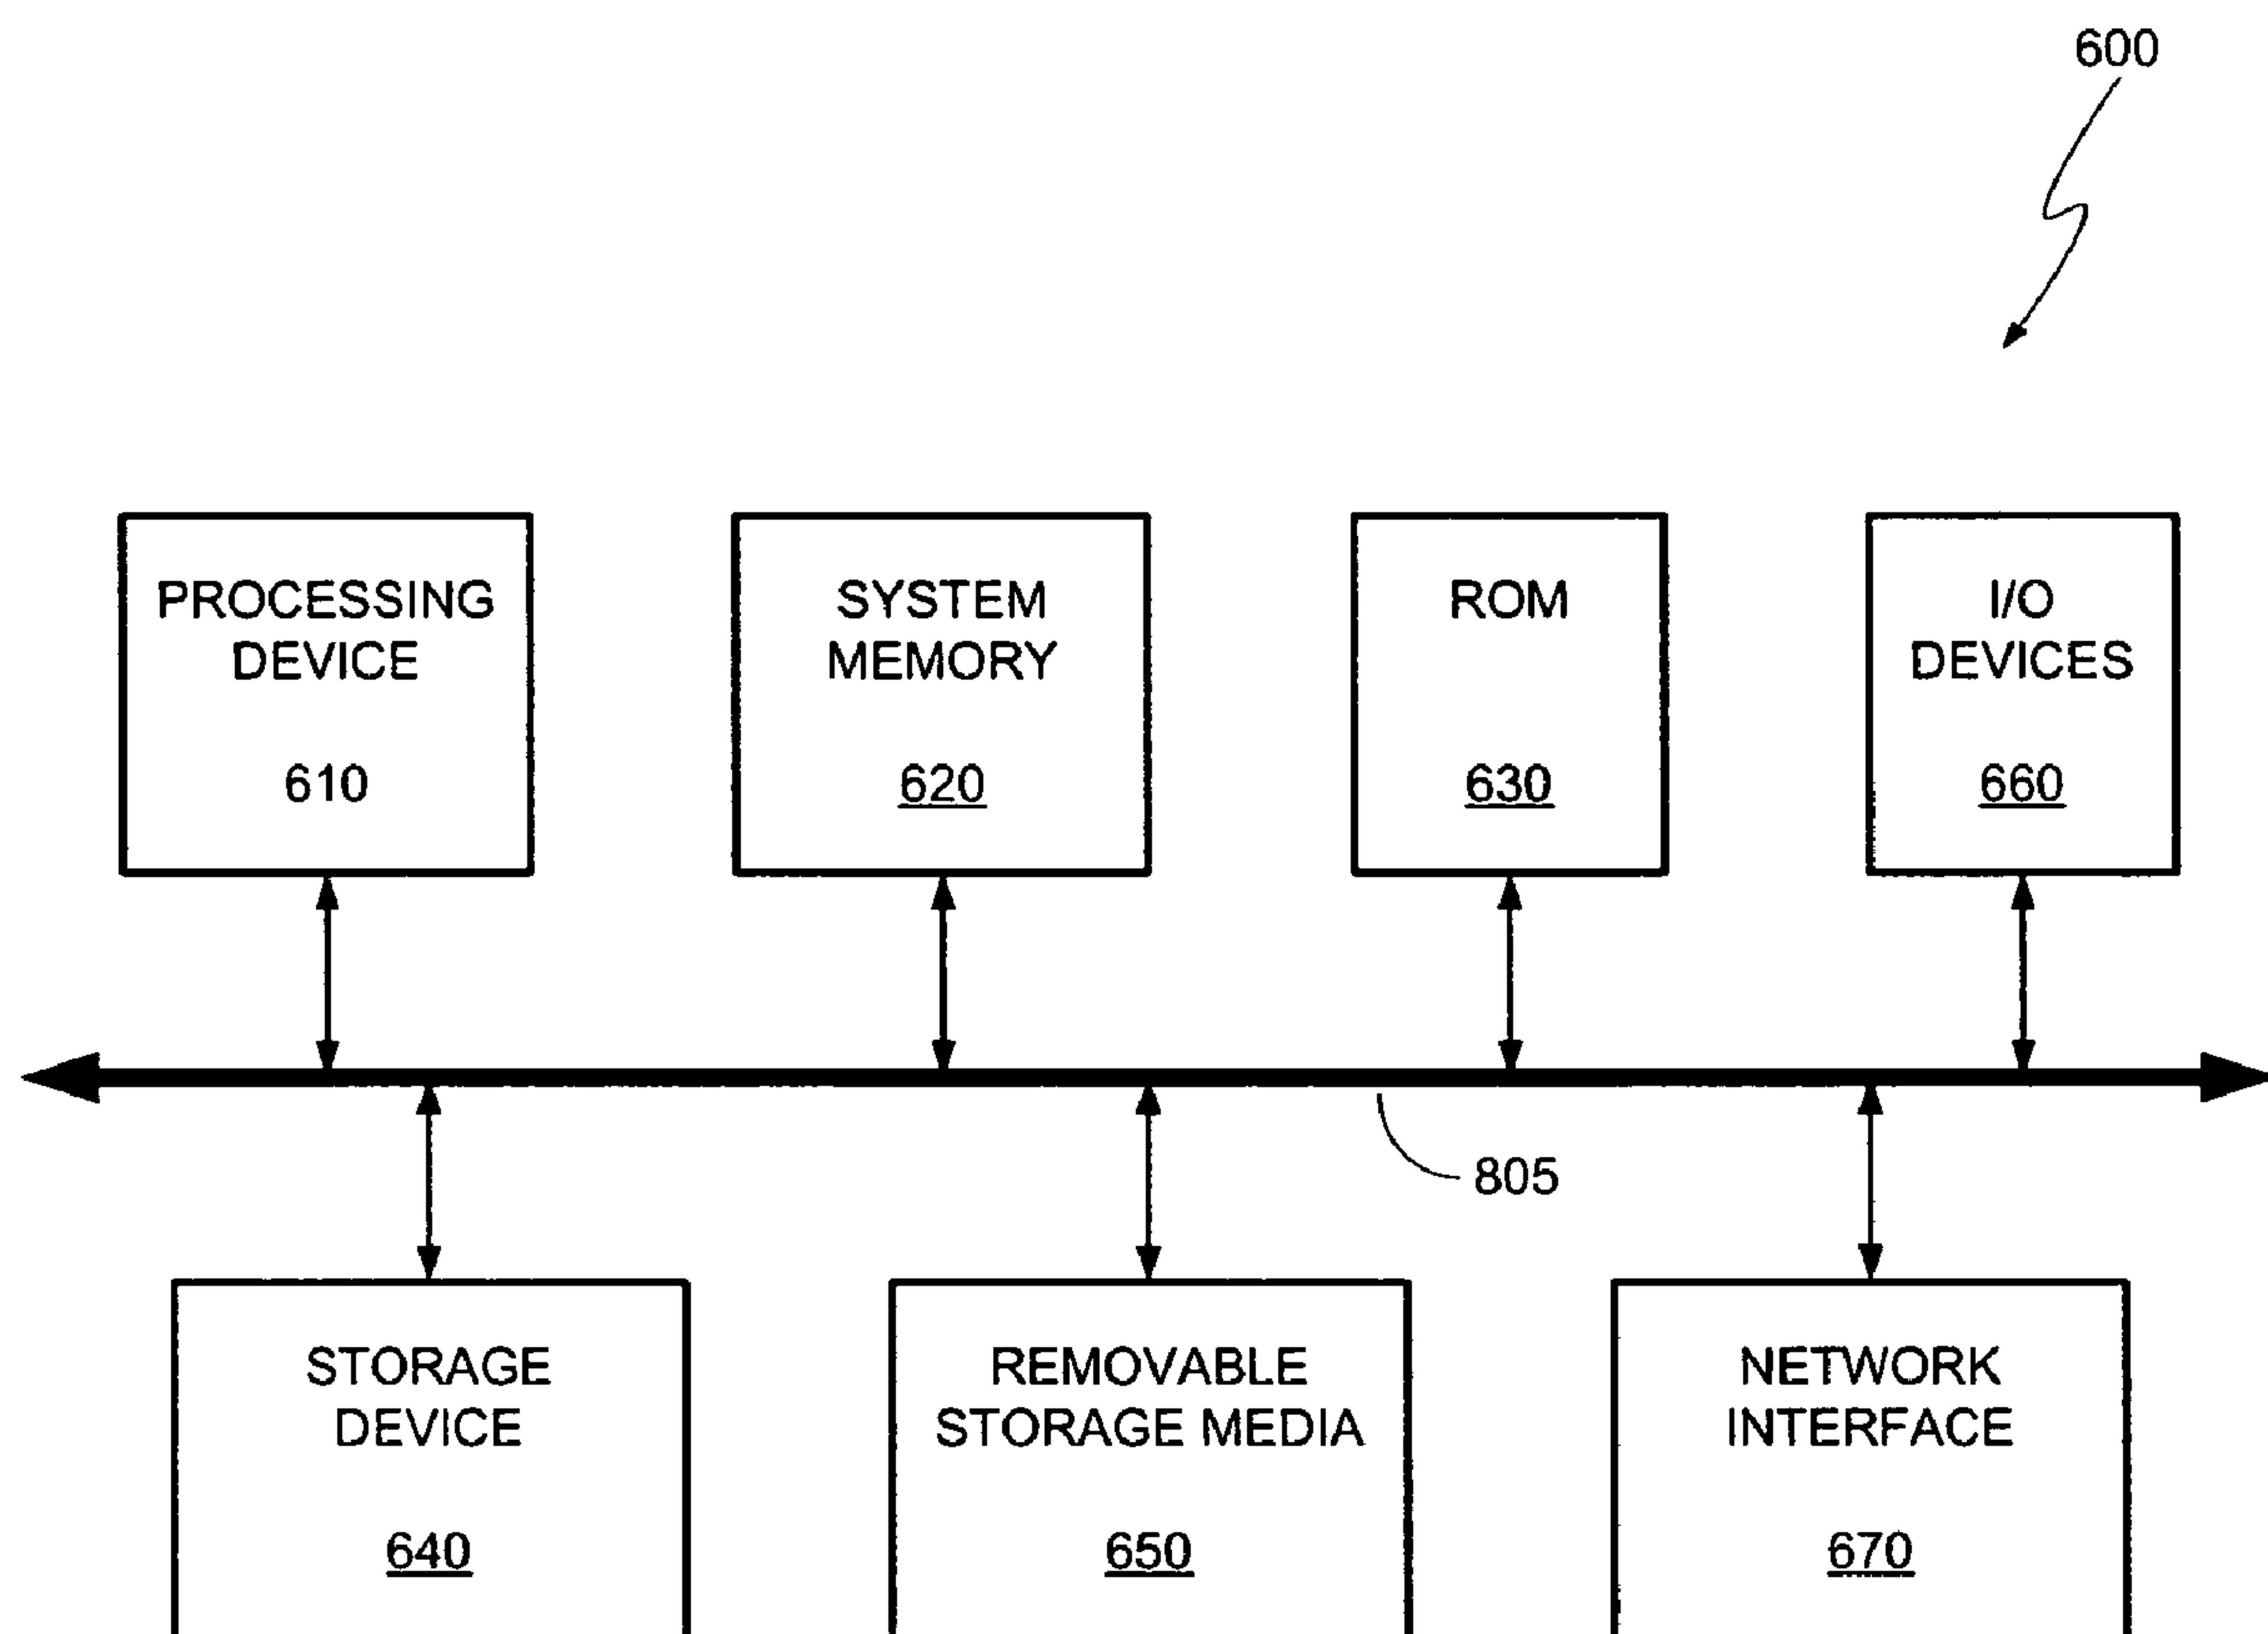 600
PROCESSING
DEVICE
610
SYSTEM
MEMORY
620
ROM
630
I/O
DEVICES
660
805
STORAGE
DEVICE
640
REMOVABLE
STORAGE MEDIA
650
NETWORK
INTERFACE
670